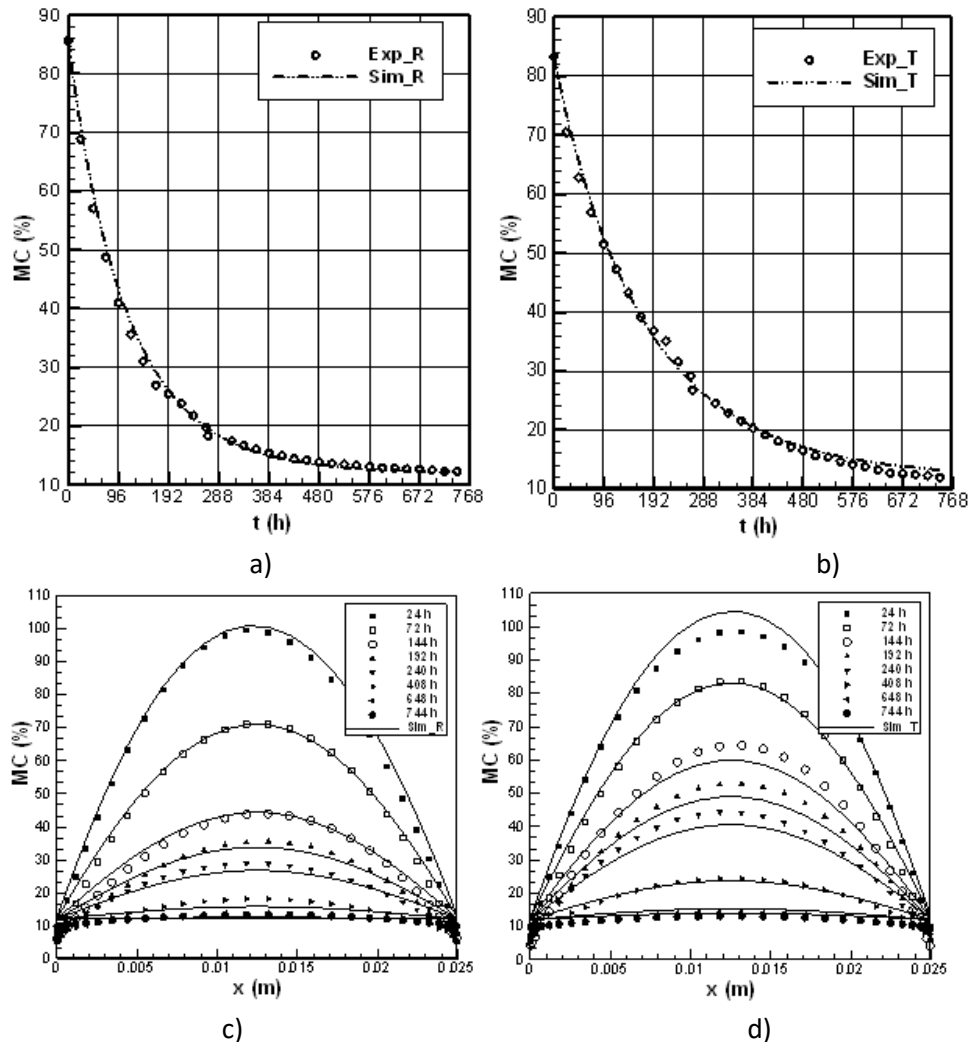 90
80
70
60
50
40
30
20
10
MC (%)
Exp_R
Sim_R
0 96 192 288 384 480 576 672 768
t (h)
a)
90
80
70
60
50
40
30
20
10
MC (%)
Exp_T
Sim_T
0 96 192 288 384 480 576 672 768
t (h)
b)
110
100
90
80
70
60
50
40
30
20
10
0
MC (%)
24 h
72 h
144 h
192 h
240 h
408 h
648 h
744 h
Sim_R
0 0.005 0.01 0.015 0.02 0.025
x (m)
c)
110
100
90
80
70
60
50
40
30
20
10
0
MC (%)
24 h
72 h
144 h
192 h
240 h
408 h
648 h
744 h
Sim_T
0 0.005 0.01 0.015 0.02 0.025
x (m)
d)